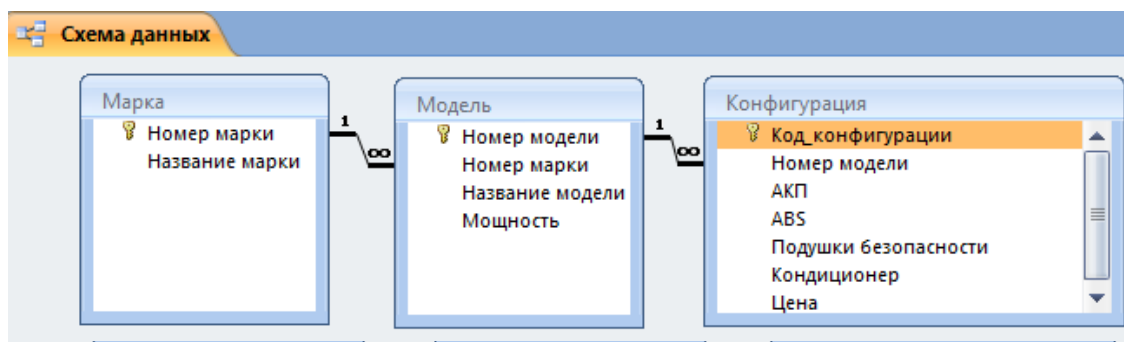 Схема данных
Марка
Номер марки
Название марки
1
∞
Модель
Номер модели
Номер марки
Название модели
Мощность
1
∞
Конфигурация
Код_конфигурации
Номер модели
АКП
ABS
Подушки безопасности
Кондиционер
Цена